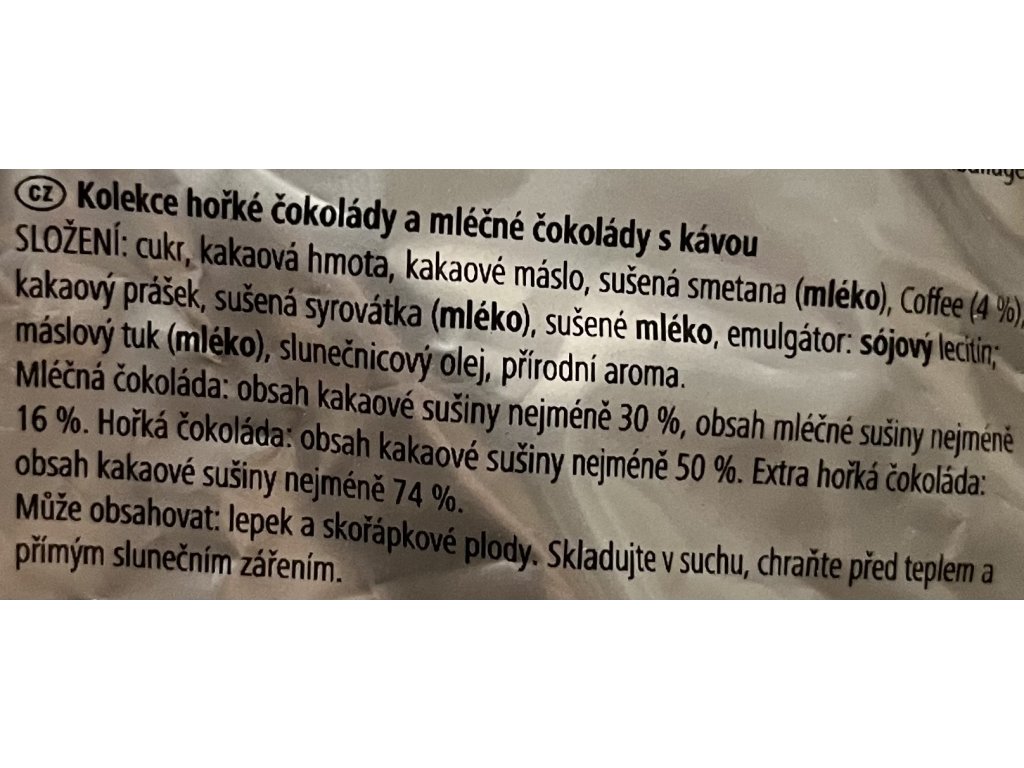 CZ Kolekce hořké čokolády a mléčné čokolády s kávou
SLOŽENÍ: cukr, kakaová hmota, kakaové máslo, sušená smetana (mléko), Coffee (4 %),
kakaový prášek, sušená syrovátka (mléko), sušené mléko, emulgátor: sójový lecitin;
máslový tuk (mléko), slunečnicový olej, přírodní aroma.
Mléčná čokoláda: obsah kakaové sušiny nejméně 30 %, obsah mléčné sušiny nejméně
16 %. Hořká čokoláda: obsah kakaové sušiny nejméně 50 %. Extra hořká čokoláda:
obsah kakaové sušiny nejméně 74 %.
Může obsahovat: lepek a skořápkové plody. Skladujte v suchu, chraňte před teplem a
přímým slunečním zářením.